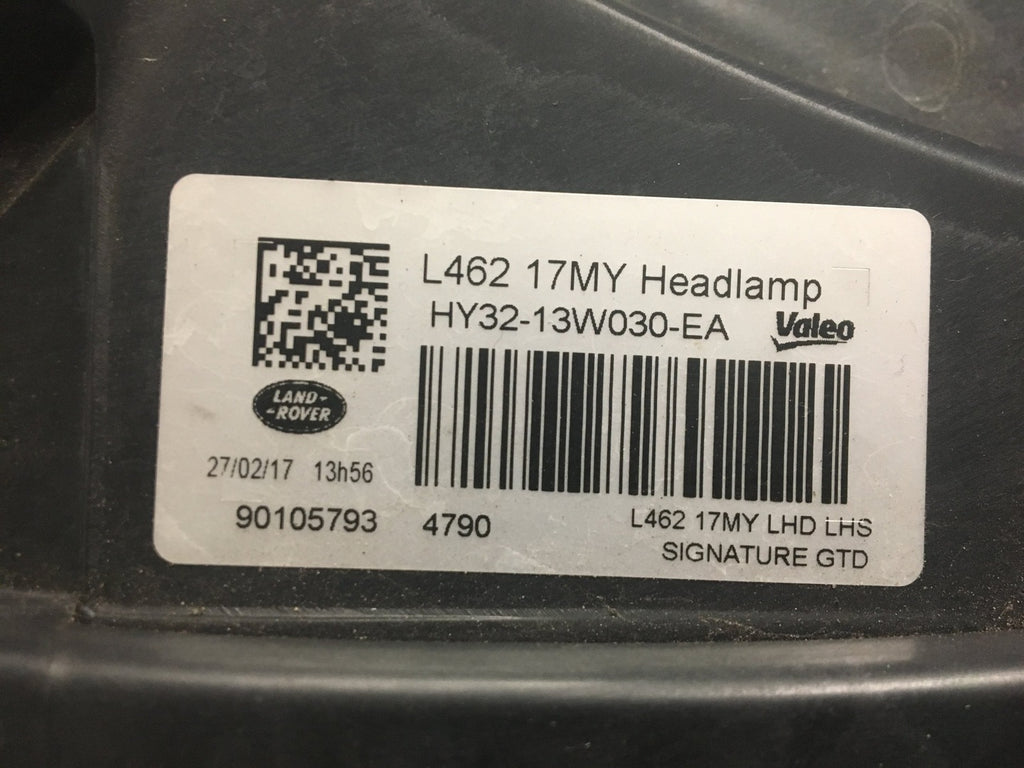 L462 17MY Headlamp
HY32-13W030-EA
Valeo
LAND-
-ROVER
27/02/17 13h56
90105793
4790
L462 17MY LHD LHS
SIGNATURE GTD